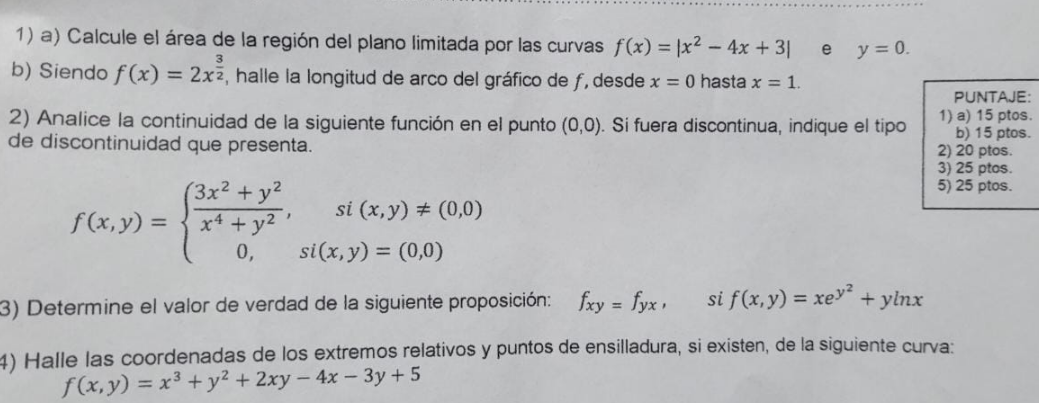 1) a) Calcule el área de la región del plano limitada por las curvas f(x) = |x² − 4x + 3| e y = 0.
b) Siendo f(x) = 2x^(3/2), halle la longitud de arco del gráfico de f, desde x = 0 hasta x = 1.
PUNTAJE:
1) a) 15 ptos.
b) 15 ptos.
2) 20 ptos.
3) 25 ptos.
5) 25 ptos.
2) Analice la continuidad de la siguiente función en el punto (0,0). Si fuera discontinua, indique el tipo
de discontinuidad que presenta.
f(x, y) = { (3x² + y²)/(x⁴ + y²), si (x, y) ≠ (0,0)
0, si(x, y) = (0,0)
3) Determine el valor de verdad de la siguiente proposición: f_xy = f_yx , si f(x, y) = xe^(y²) + ylnx
4) Halle las coordenadas de los extremos relativos y puntos de ensilladura, si existen, de la siguiente curva:
f(x, y) = x³ + y² + 2xy − 4x − 3y + 5